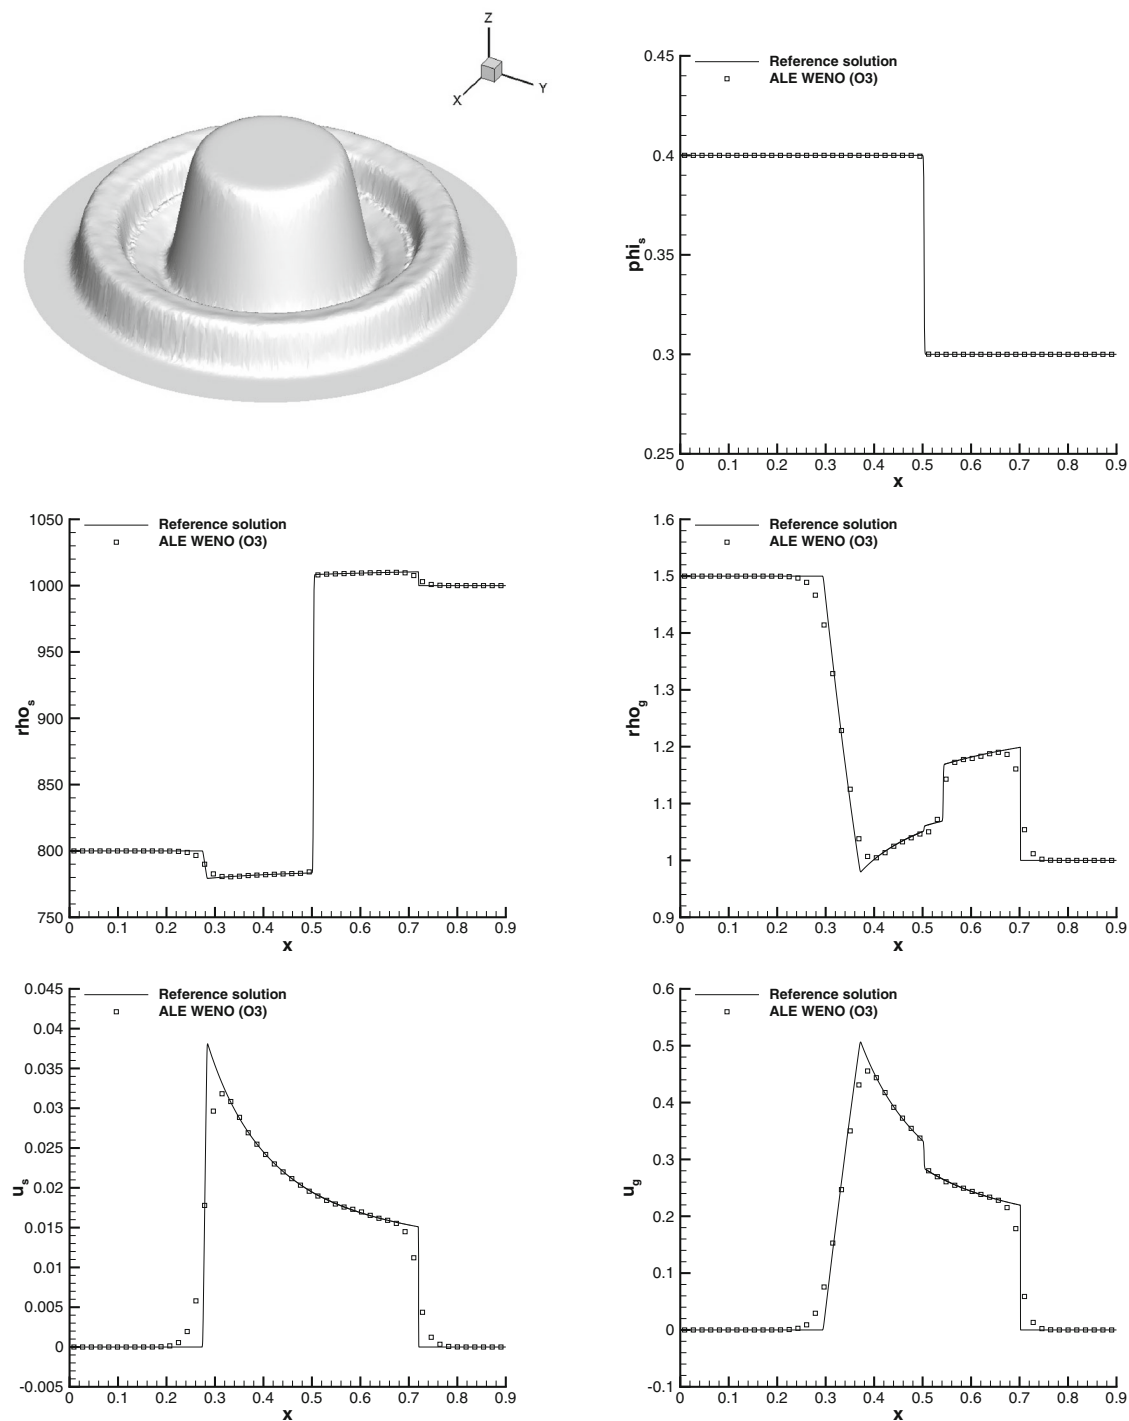 Z
X
Y
0.45
Reference solution
ALE WENO (O3)
0.4
0.35
phi_s
0.3
0.25
0 0.1 0.2 0.3 0.4 0.5 0.6 0.7 0.8 0.9
x
1050
Reference solution
ALE WENO (O3)
1000
950
rho_s
900
850
800
750
0 0.1 0.2 0.3 0.4 0.5 0.6 0.7 0.8 0.9
x
1.6
Reference solution
ALE WENO (O3)
1.5
1.4
1.3
rho_g
1.2
1.1
1
0.9
0 0.1 0.2 0.3 0.4 0.5 0.6 0.7 0.8 0.9
x
0.045
Reference solution
ALE WENO (O3)
0.04
0.035
0.03
0.025
u_s
0.02
0.015
0.01
0.005
0
-0.005
0 0.1 0.2 0.3 0.4 0.5 0.6 0.7 0.8 0.9
x
0.6
Reference solution
ALE WENO (O3)
0.5
0.4
0.3
u_g
0.2
0.1
0
-0.1
0 0.1 0.2 0.3 0.4 0.5 0.6 0.7 0.8 0.9
x